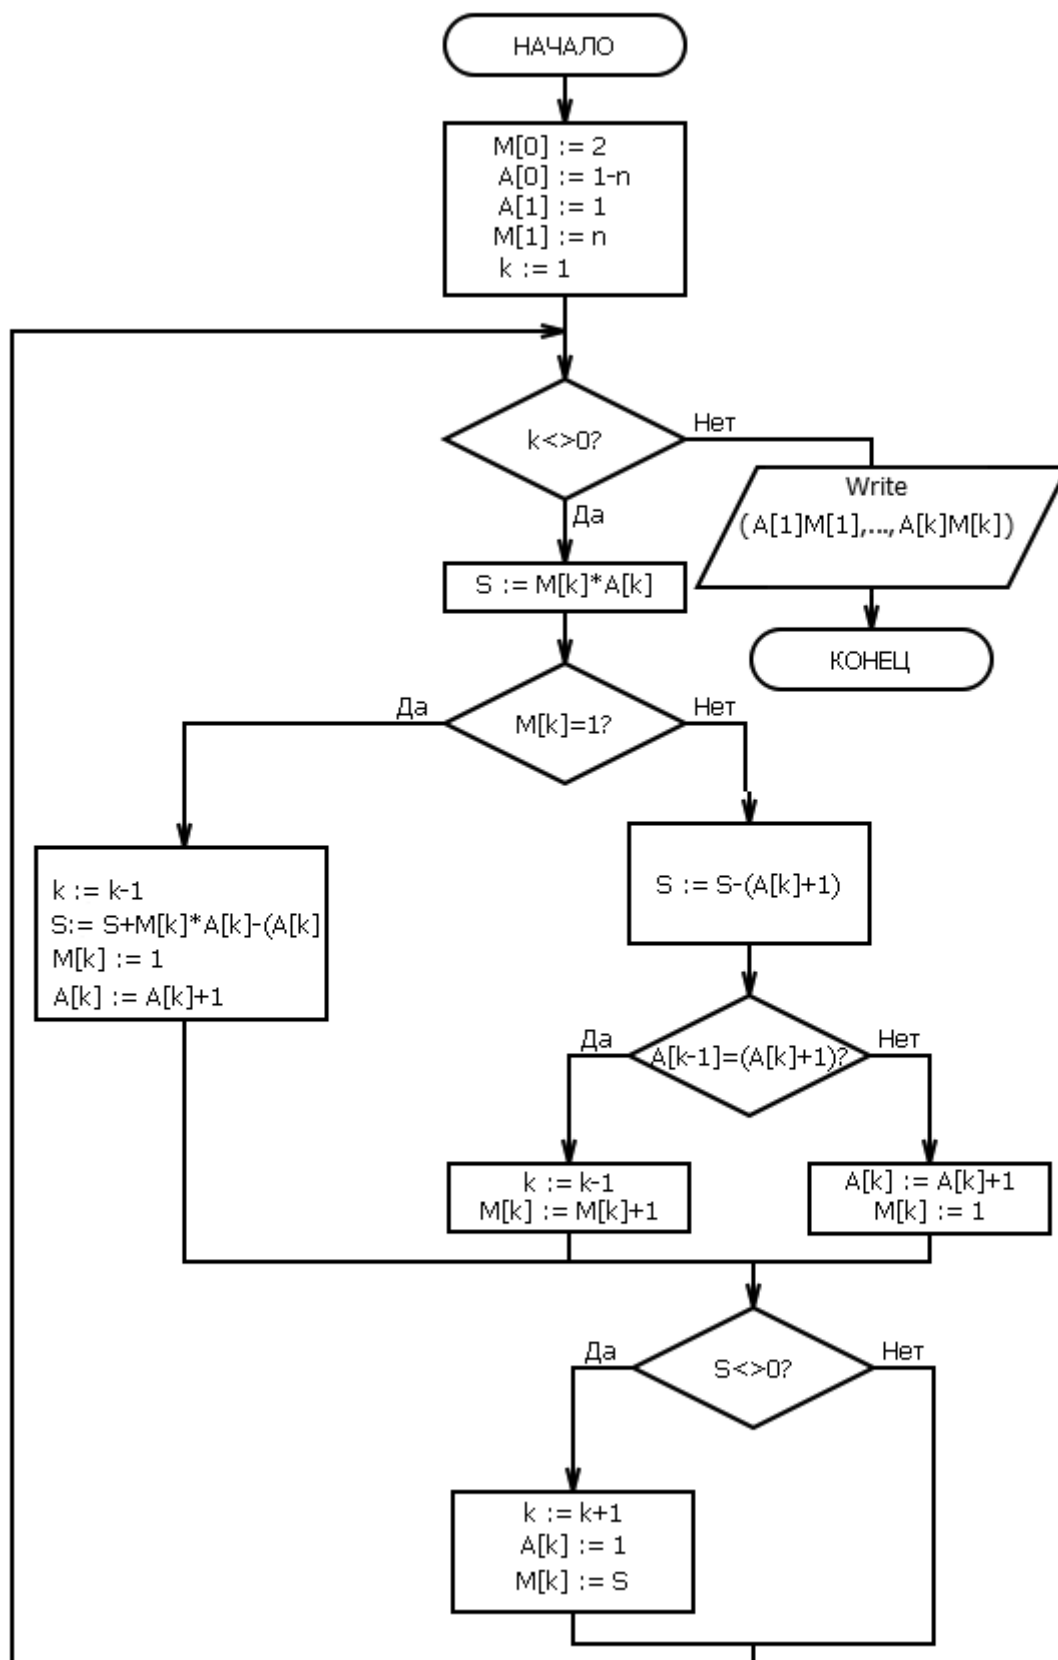 НАЧАЛО
M[0] := 2
A[0] := 1-n
A[1] := 1
M[1] := n
k := 1
k<>0?
Нет
Да
Write
(A[1]M[1],...,A[k]M[k])
S := M[k]*A[k]
КОНЕЦ
M[k]=1?
Да
Нет
k := k-1
S:= S+M[k]*A[k]-(A[k]
M[k] := 1
A[k] := A[k]+1
S := S-(A[k]+1)
A[k-1]=(A[k]+1)?
Да
Нет
k := k-1
M[k] := M[k]+1
A[k] := A[k]+1
M[k] := 1
S<>0?
Да
Нет
k := k+1
A[k] := 1
M[k] := S